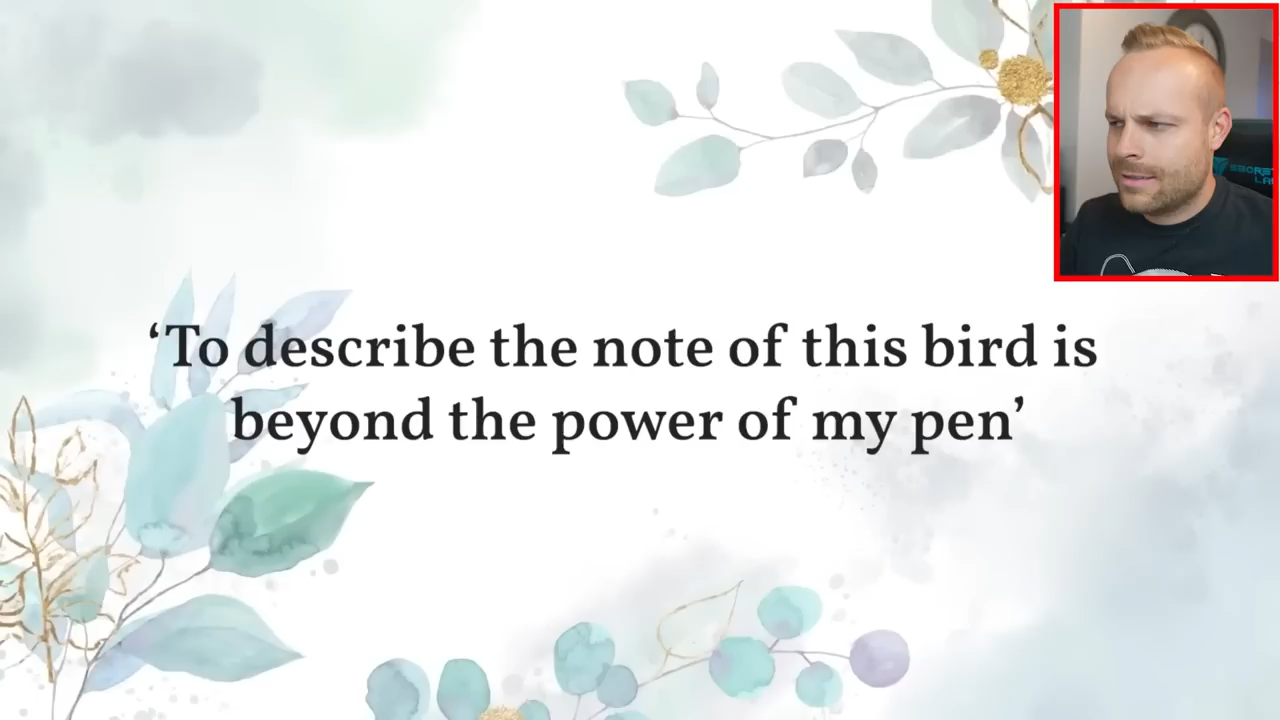 ‘To describe the note of this bird is
beyond the power of my pen’